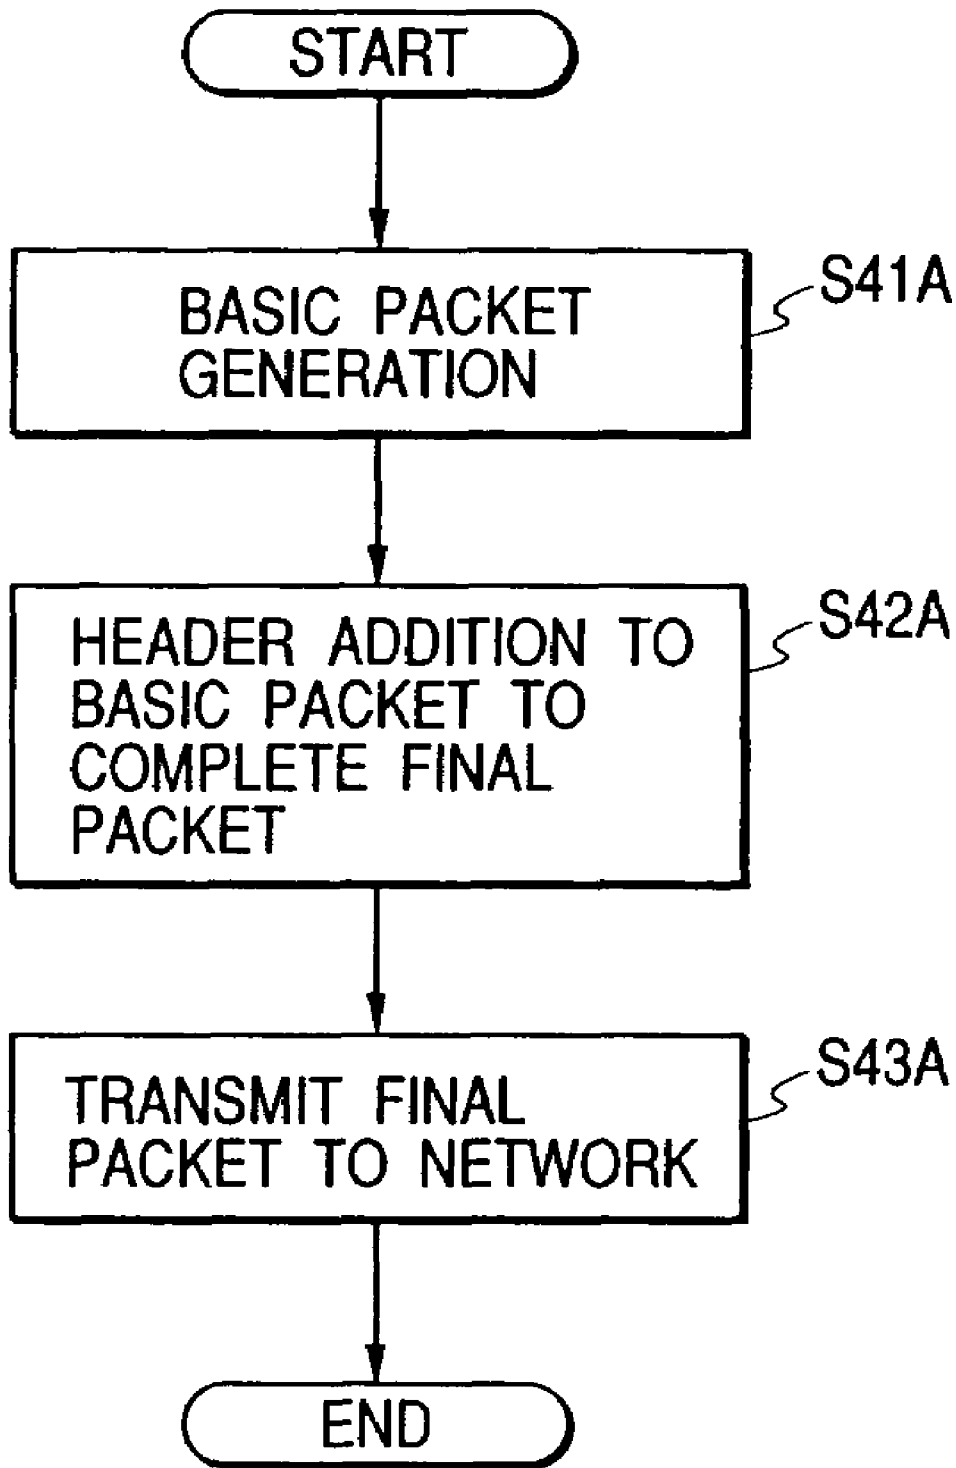 START
BASIC PACKET
GENERATION
S41A
HEADER ADDITION TO
BASIC PACKET TO
COMPLETE FINAL
PACKET
S42A
TRANSMIT FINAL
PACKET TO NETWORK
S43A
END